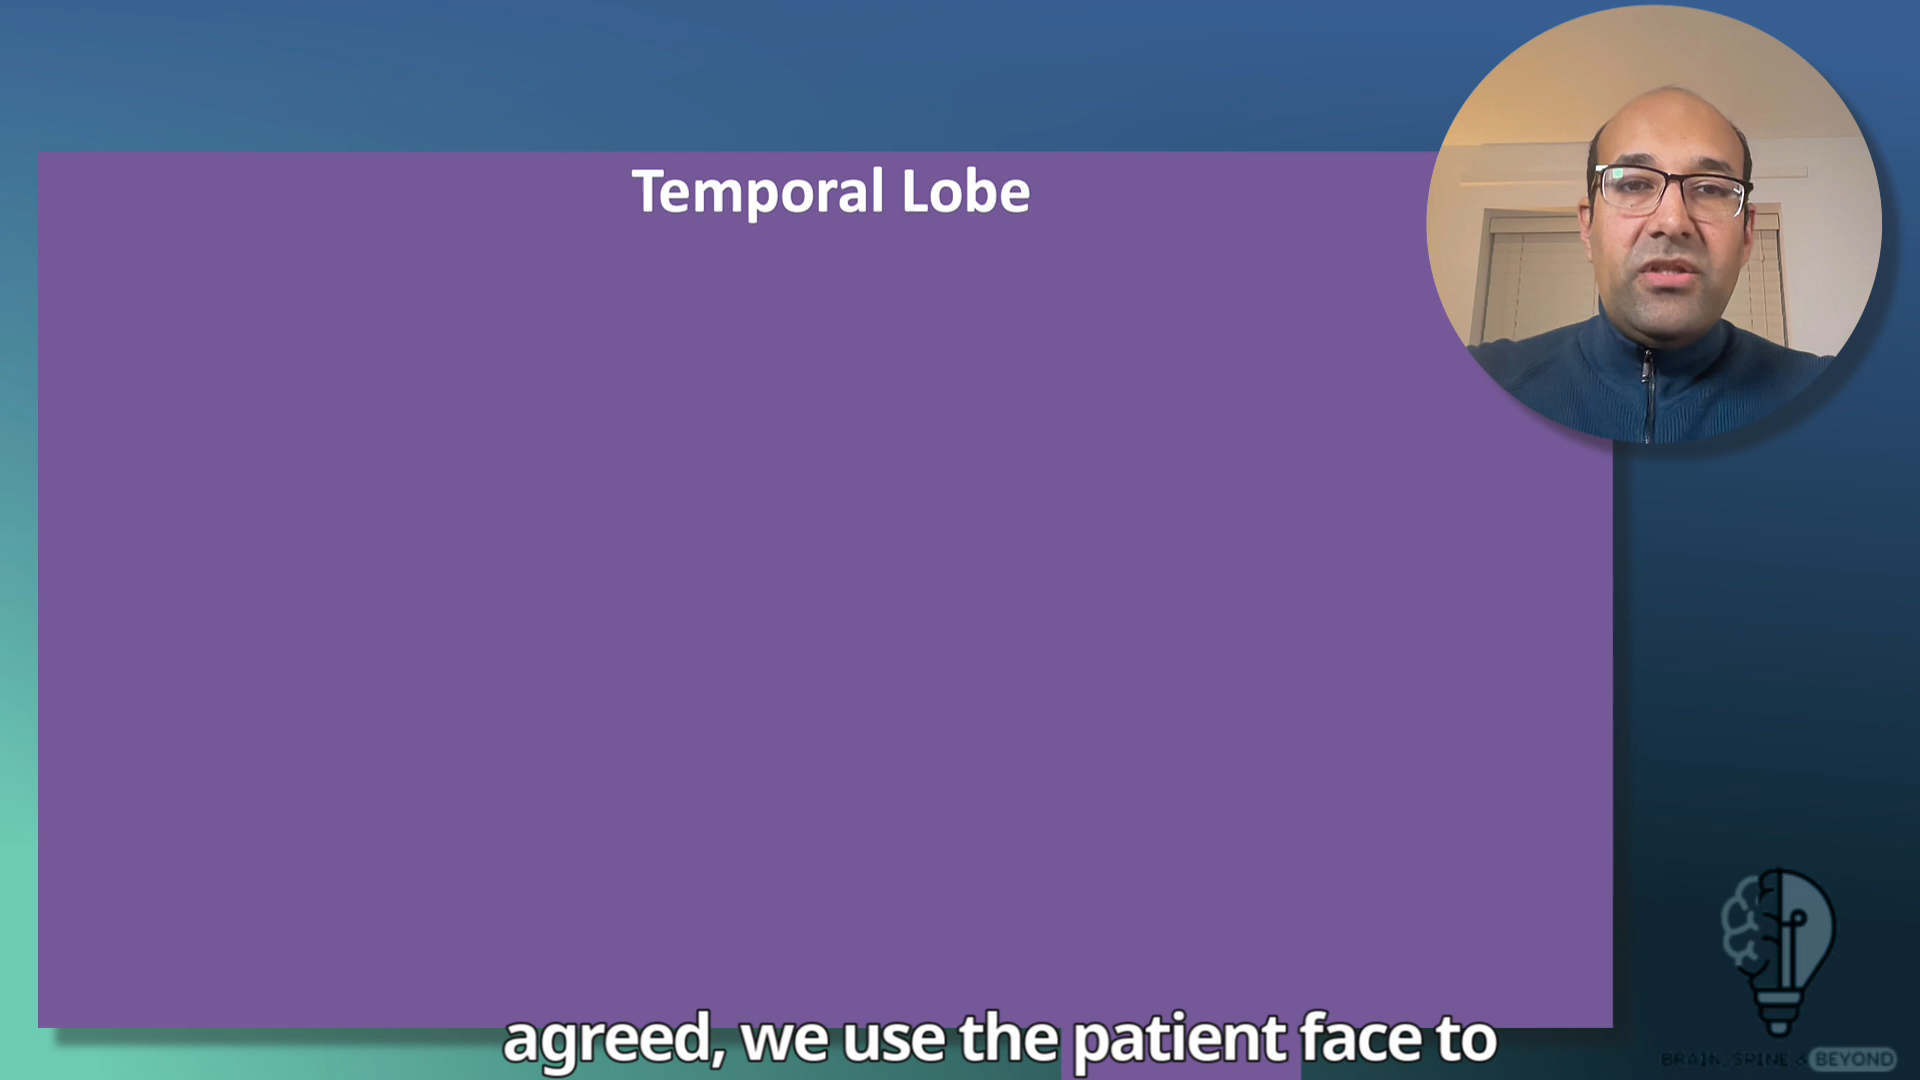 Temporal Lobe
agreed, we use the patient face to
BRAIN, SPINE & BEYOND